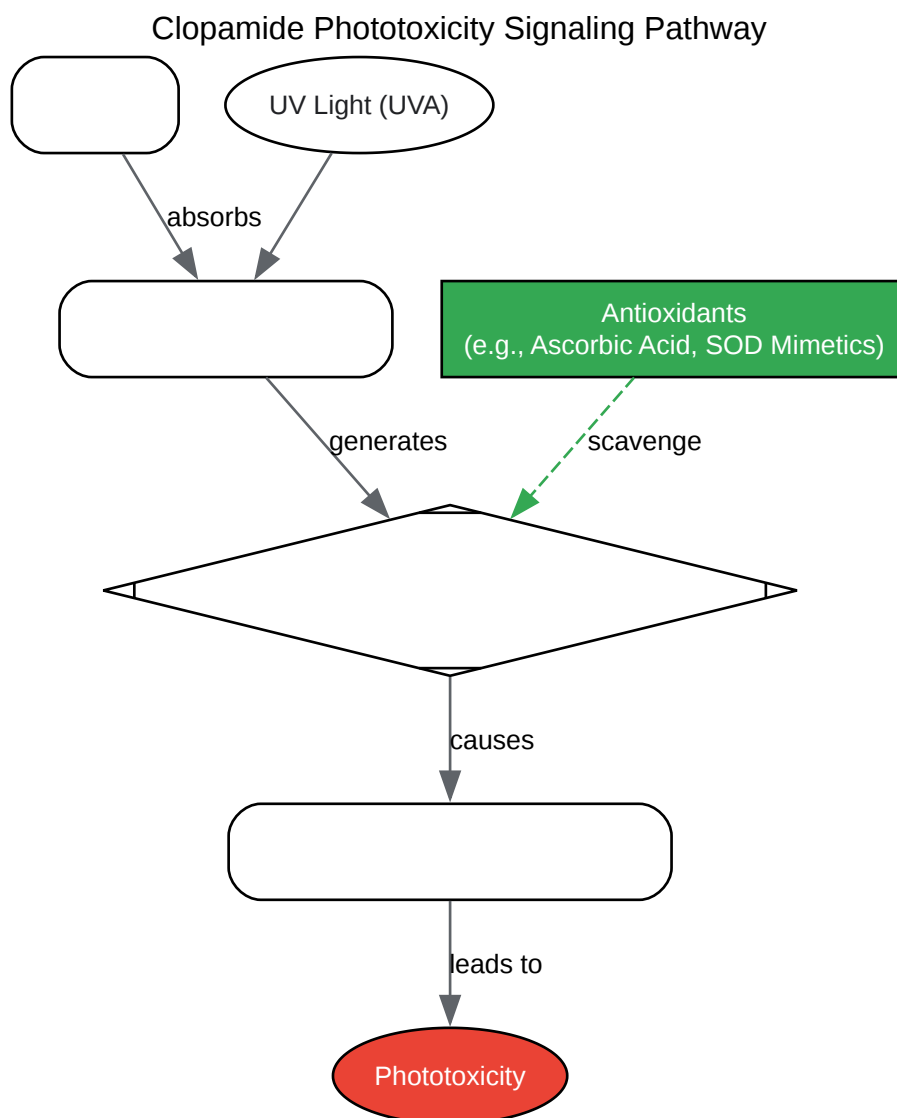 Clopamide Phototoxicity Signaling Pathway
UV Light (UVA)
absorbs
Antioxidants
(e.g., Ascorbic Acid, SOD Mimetics)
generates
scavenge
causes
leads to
Phototoxicity